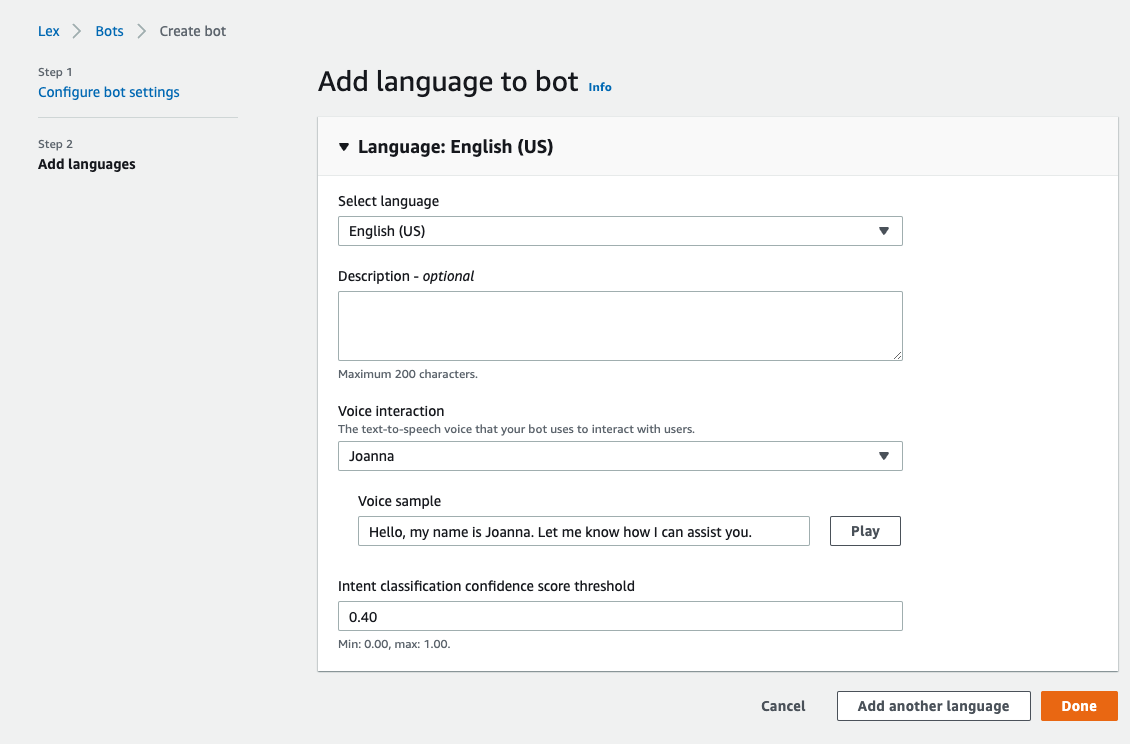 Lex > Bots > Create bot
Step 1
Configure bot settings
Step 2
Add languages
Add language to bot Info
Language: English (US)
Select language
English (US)
Description - optional
Maximum 200 characters.
Voice interaction
The text-to-speech voice that your bot uses to interact with users.
Joanna
Voice sample
Hello, my name is Joanna. Let me know how I can assist you.
Play
Intent classification confidence score threshold
0.40
Min: 0.00, max: 1.00.
Cancel
Add another language
Done